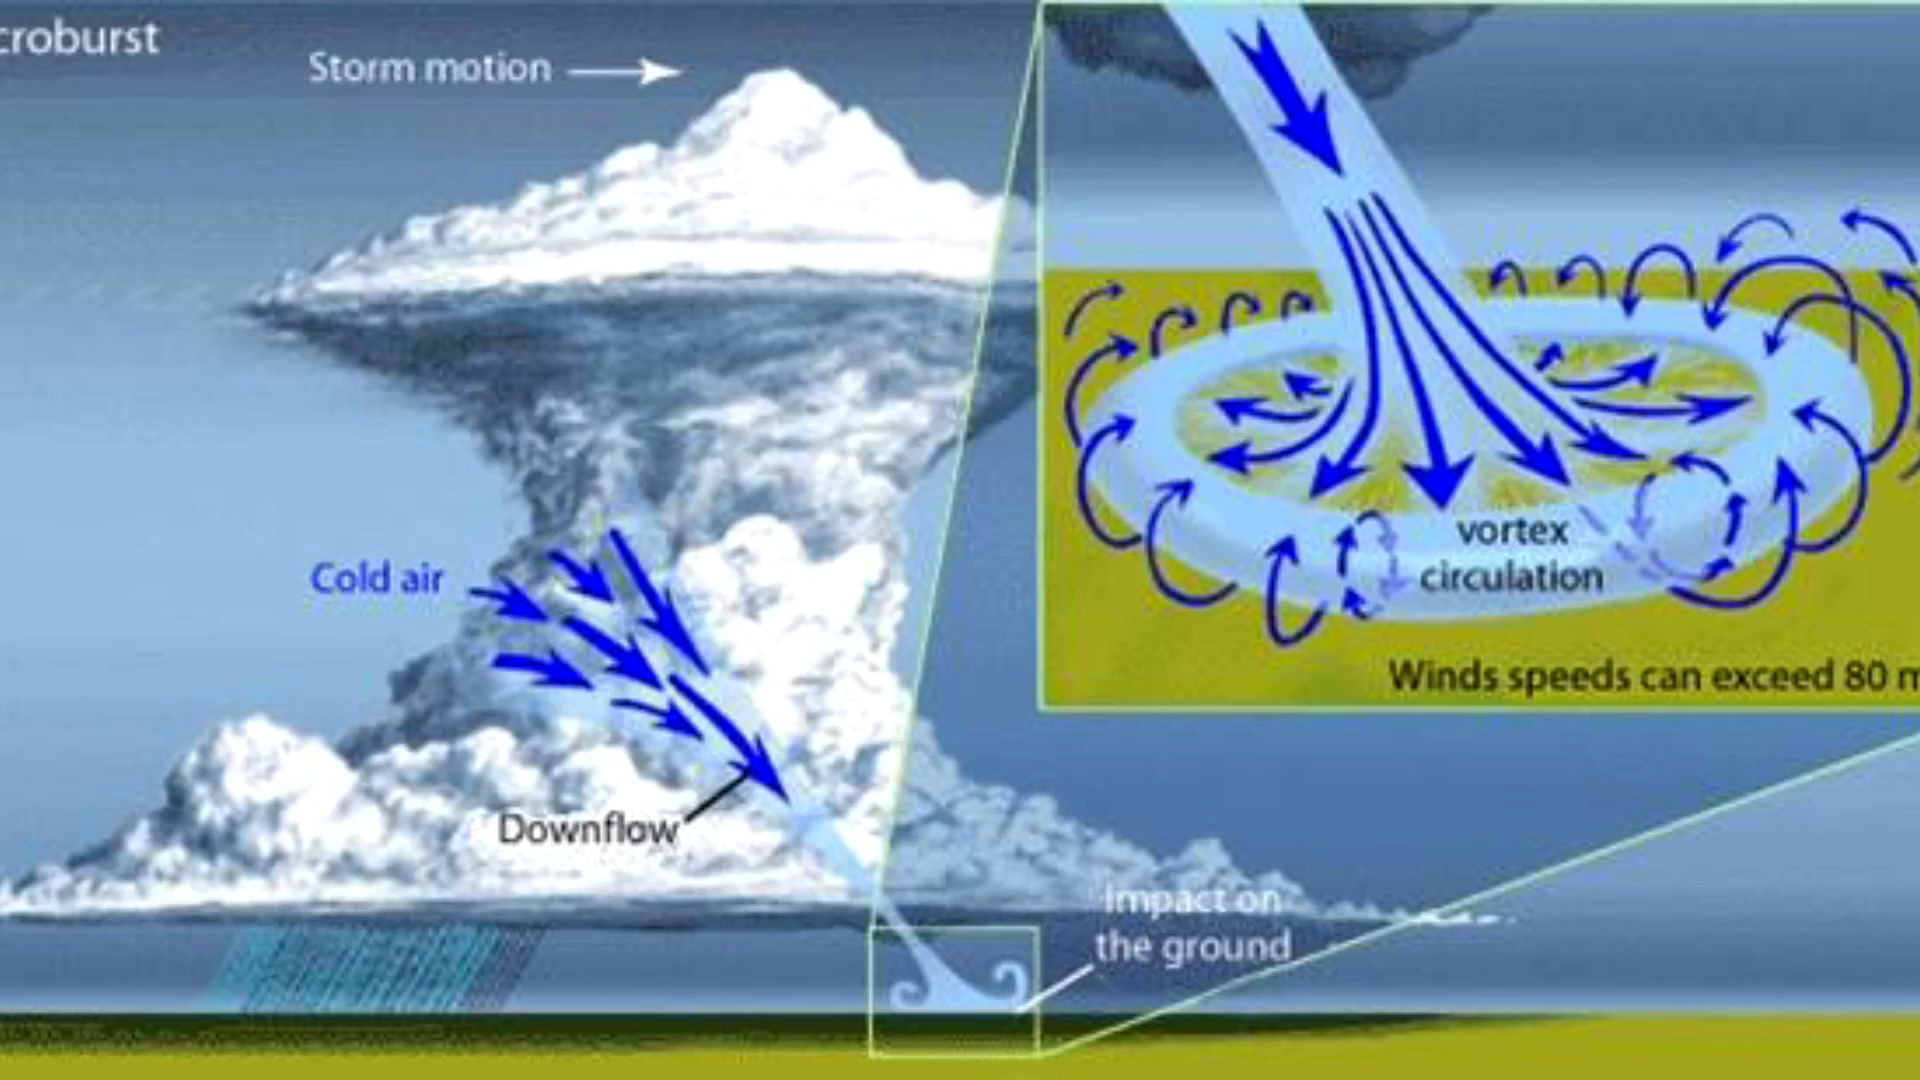 croburst
Storm motion
Cold air
Downflow
impact on
the ground
vortex
circulation
Winds speeds can exceed 80 m